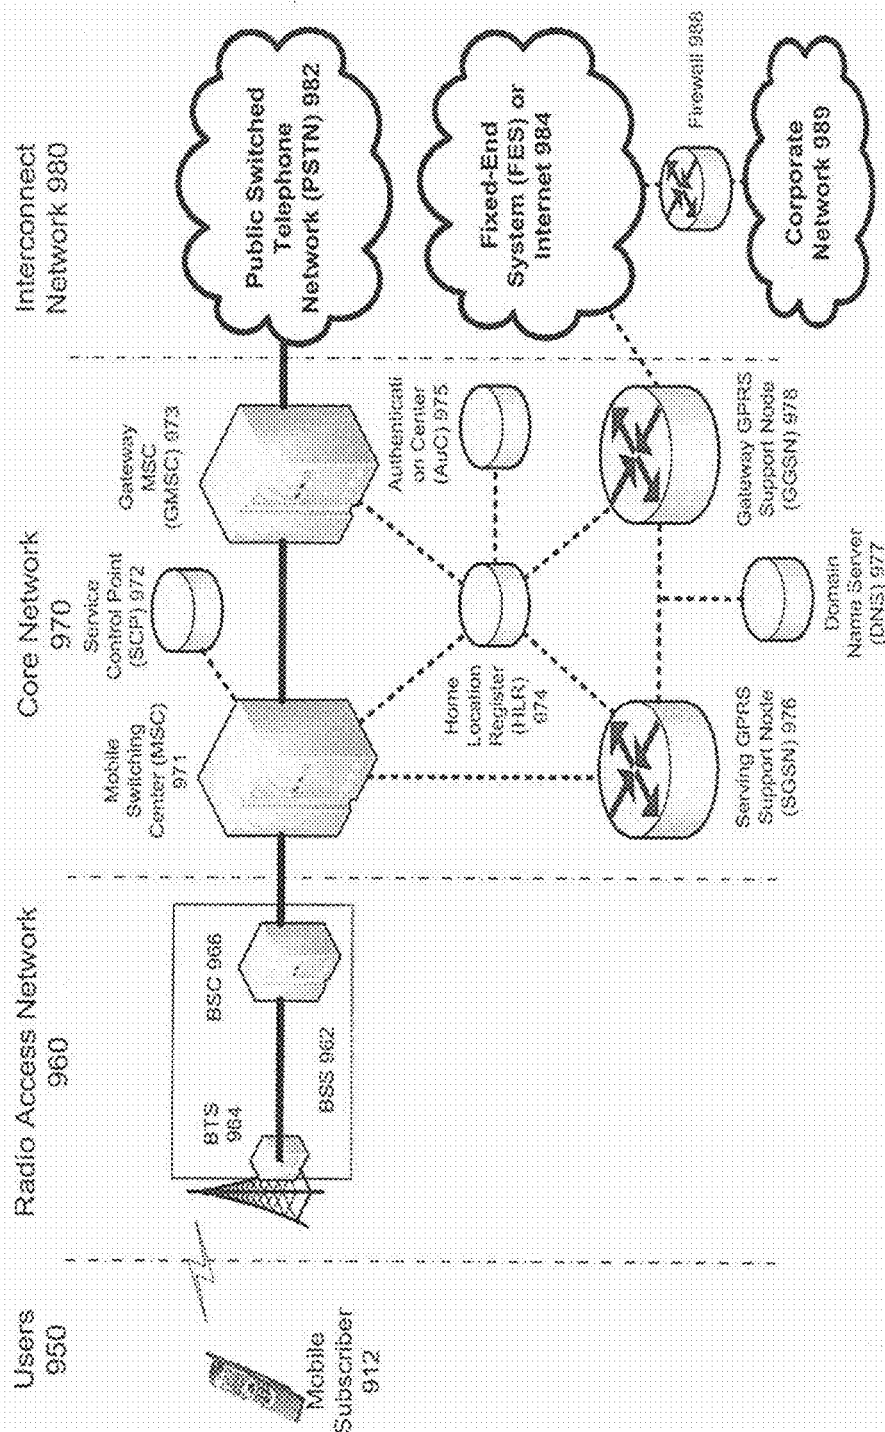 Users
950
Radio Access Network
960
Core Network
970
Interconnect
Network 980
Mobile
Subscriber
912
BTS
964
BSC 966
BSS 962
Mobile
Switching
Center (MSC)
971
Service
Control Point
(SCP) 972
Gateway
MSC
(GMSC) 973
Public Switched
Telephone
Network (PSTN) 982
Home
Location
Register
(HLR)
974
Authenticati
on Center
(AuC) 975
Fixed-End
System (FES) or
Internet 984
Firewall 988
Serving GPRS
Support Node
(SGSN) 976
Domain
Name Server
(DNS) 977
Gateway GPRS
Support Node
(GGSN) 978
Corporate
Network 989